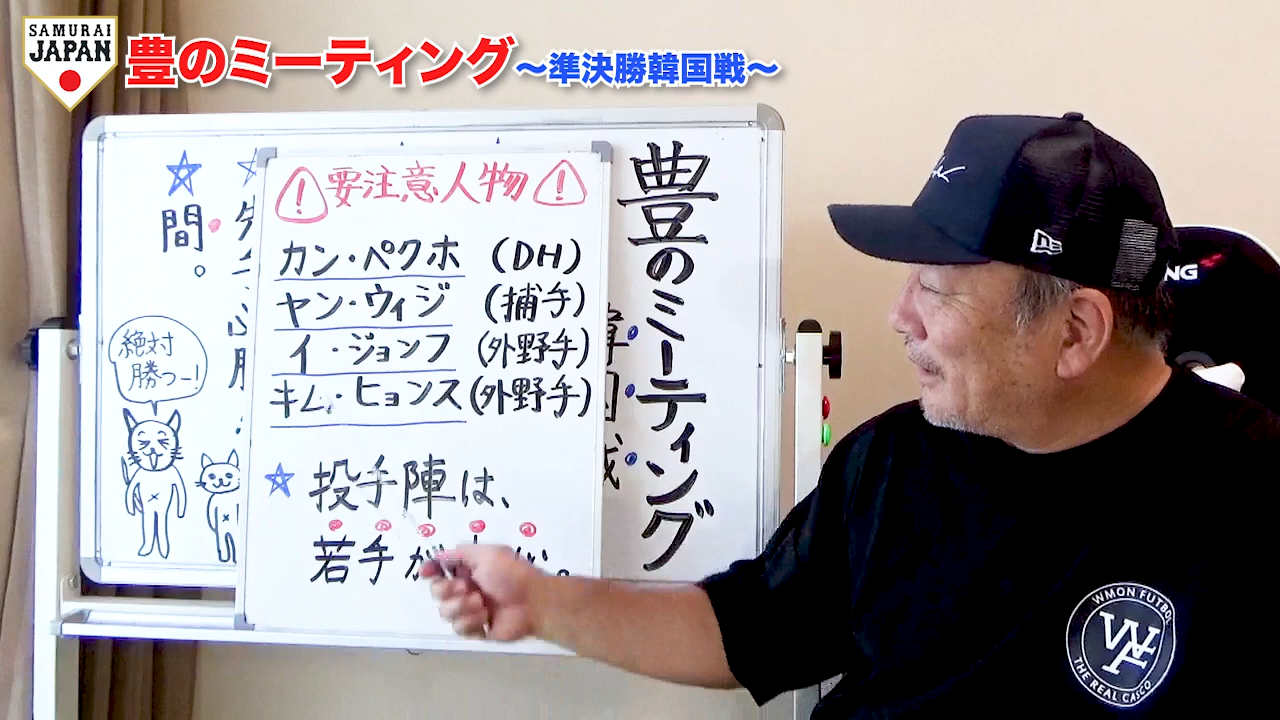 SAMURAI
JAPAN
豊のミーティング ～準決勝韓国戦～
豊のミーティング
⚠要注意人物⚠
カン・ペクホ (DH)
ヤン・ウィジ (捕手)
イ・ジョンフ (外野手)
キム・ヒョンス (外野手)
☆投手陣は、
若手が
☆
間。
絶対
勝つー!
NG
WMON FUTBOL
WF
THE REAL CASCO